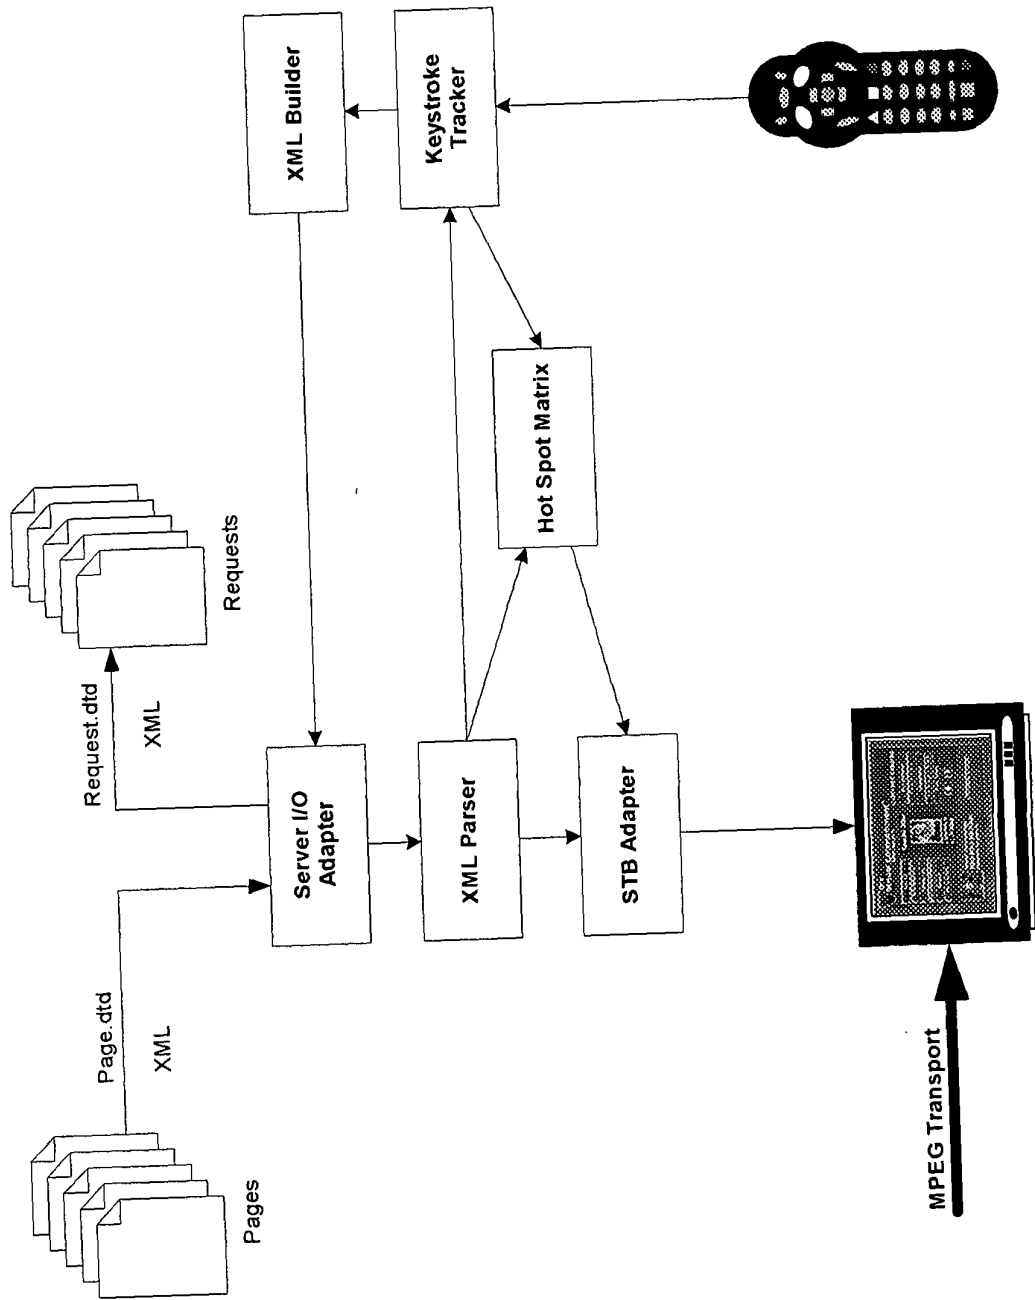 Pages
Page.dtd
XML
Request.dtd
XML
Requests
Server I/O
Adapter
XML Builder
XML Parser
Keystroke
Tracker
STB Adapter
Hot Spot Matrix
MPEG Transport